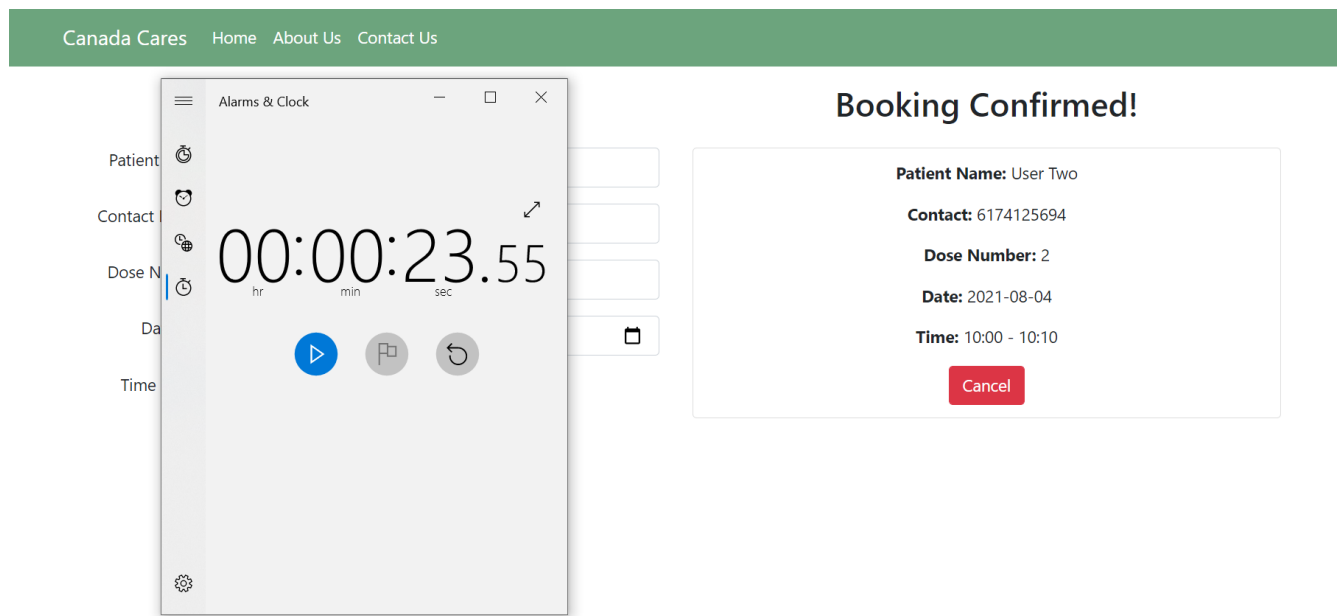 Canada Cares Home About Us Contact Us
Alarms & Clock
00:00:23.55
hr min sec
Patient
Contact
Dose N
Da
Time
Booking Confirmed!
Patient Name: User Two
Contact: 6174125694
Dose Number: 2
Date: 2021-08-04
Time: 10:00 - 10:10
Cancel